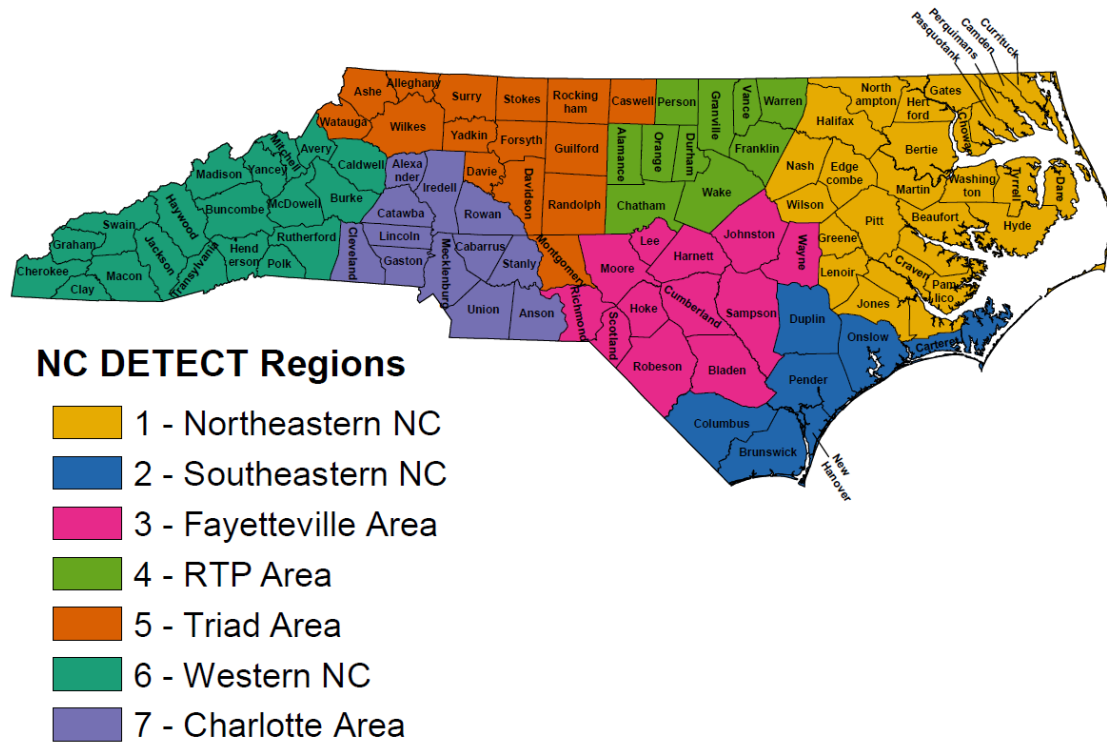 Currituck
Camden
Perquimans
Pasquotank
Ashe
Alleghany
Surry
Stokes
Rocking
ham
Caswell
Person
Granville
Vance
Warren
North
ampton
Gates
Hert
ford
Halifax
Chowan
Watauga
Wilkes
Yadkin
Forsyth
Guilford
Alamance
Orange
Durham
Franklin
Bertie
Mitchell
Avery
Caldwell
Alexa
nder
Iredell
Davie
Davidson
Randolph
Chatham
Wake
Nash
Edge
combe
Martin
Washing
ton
Tyrrell
Dare
Madison
Yancey
McDowell
Burke
Catawba
Rowan
Wilson
Pitt
Beaufort
Hyde
Swain
Haywood
Buncombe
Rutherford
Cleveland
Lincoln
Gaston
Mecklenburg
Cabarrus
Stanly
Montgomery
Moore
Lee
Harnett
Johnston
Wayne
Greene
Lenoir
Craven
Pam
lico
Jones
Graham
Cherokee
Clay
Macon
Jackson
Transylvania
Hend
erson
Polk
Union
Anson
Richmond
Scotland
Hoke
Cumberland
Sampson
Duplin
Onslow
Carteret
Robeson
Bladen
Pender
Columbus
Brunswick
New
Hanover
NC DETECT Regions
1 - Northeastern NC
2 - Southeastern NC
3 - Fayetteville Area
4 - RTP Area
5 - Triad Area
6 - Western NC
7 - Charlotte Area